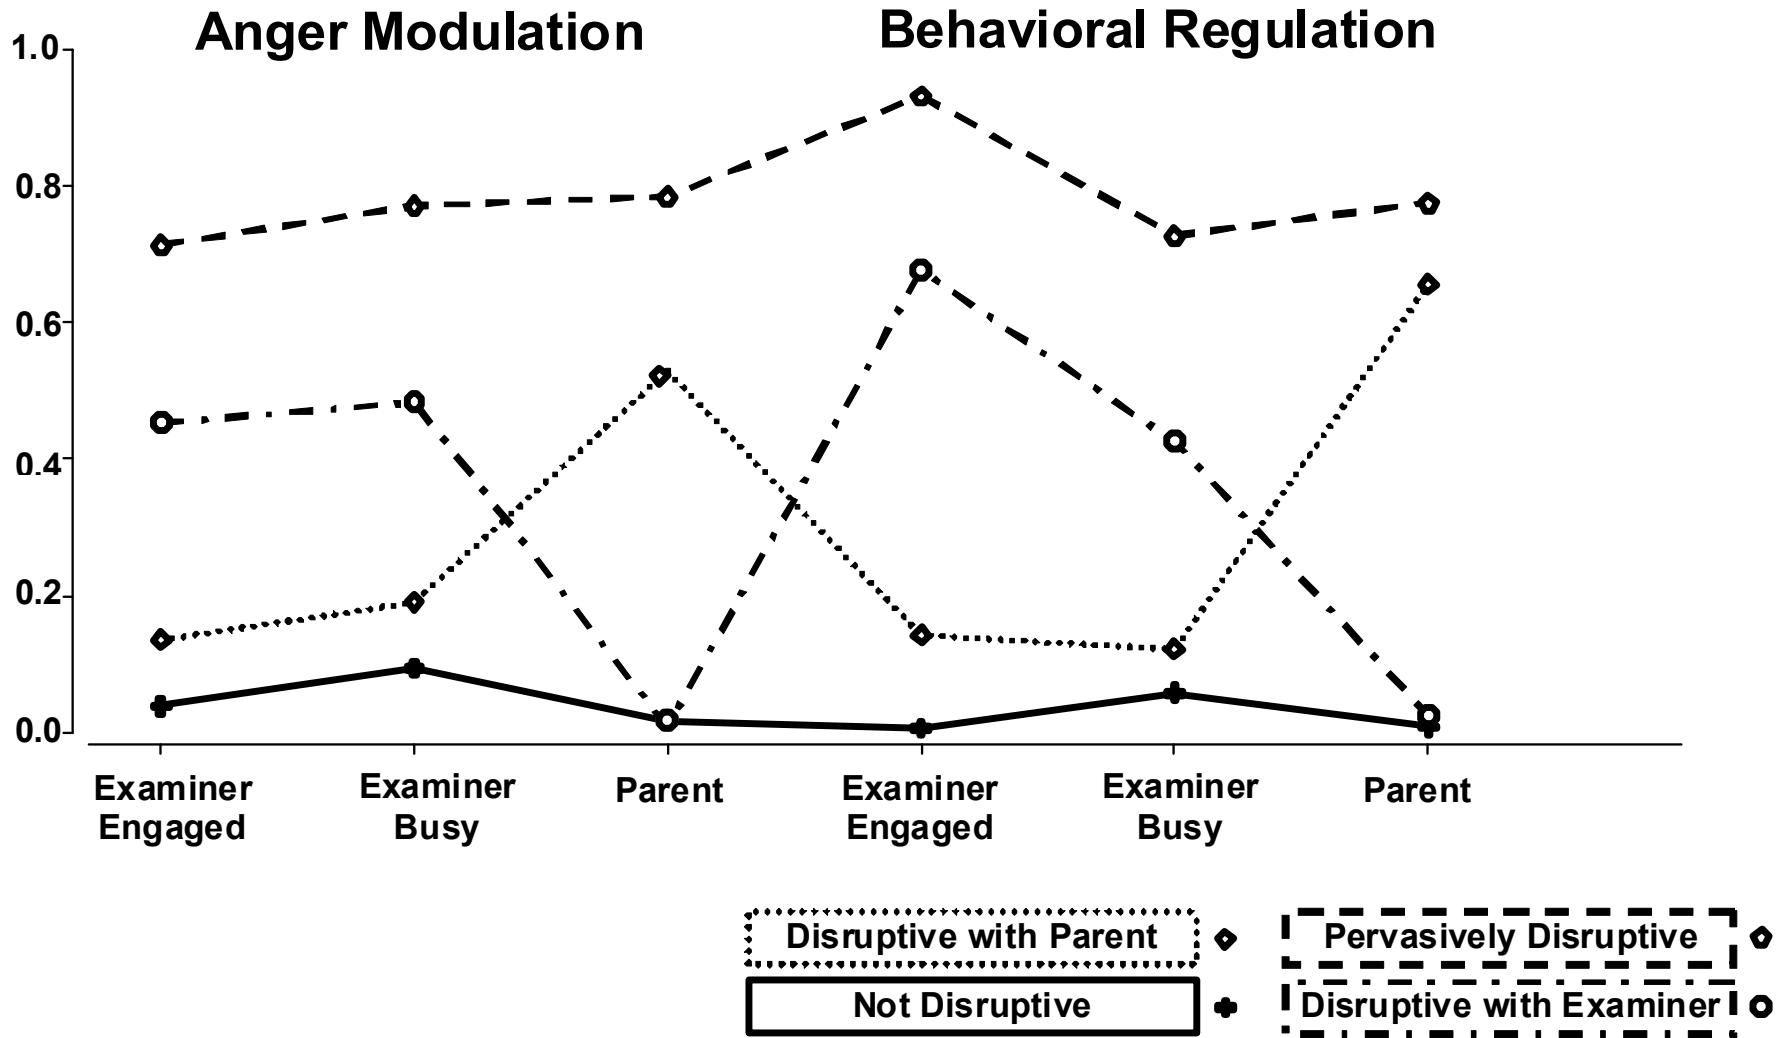 Anger Modulation
Behavioral Regulation
1.0
0.8
0.6
0.4
0.2
0.0
Examiner
Engaged
Examiner
Busy
Parent
Examiner
Engaged
Examiner
Busy
Parent
Disruptive with Parent
Pervasively Disruptive
Not Disruptive
Disruptive with Examiner